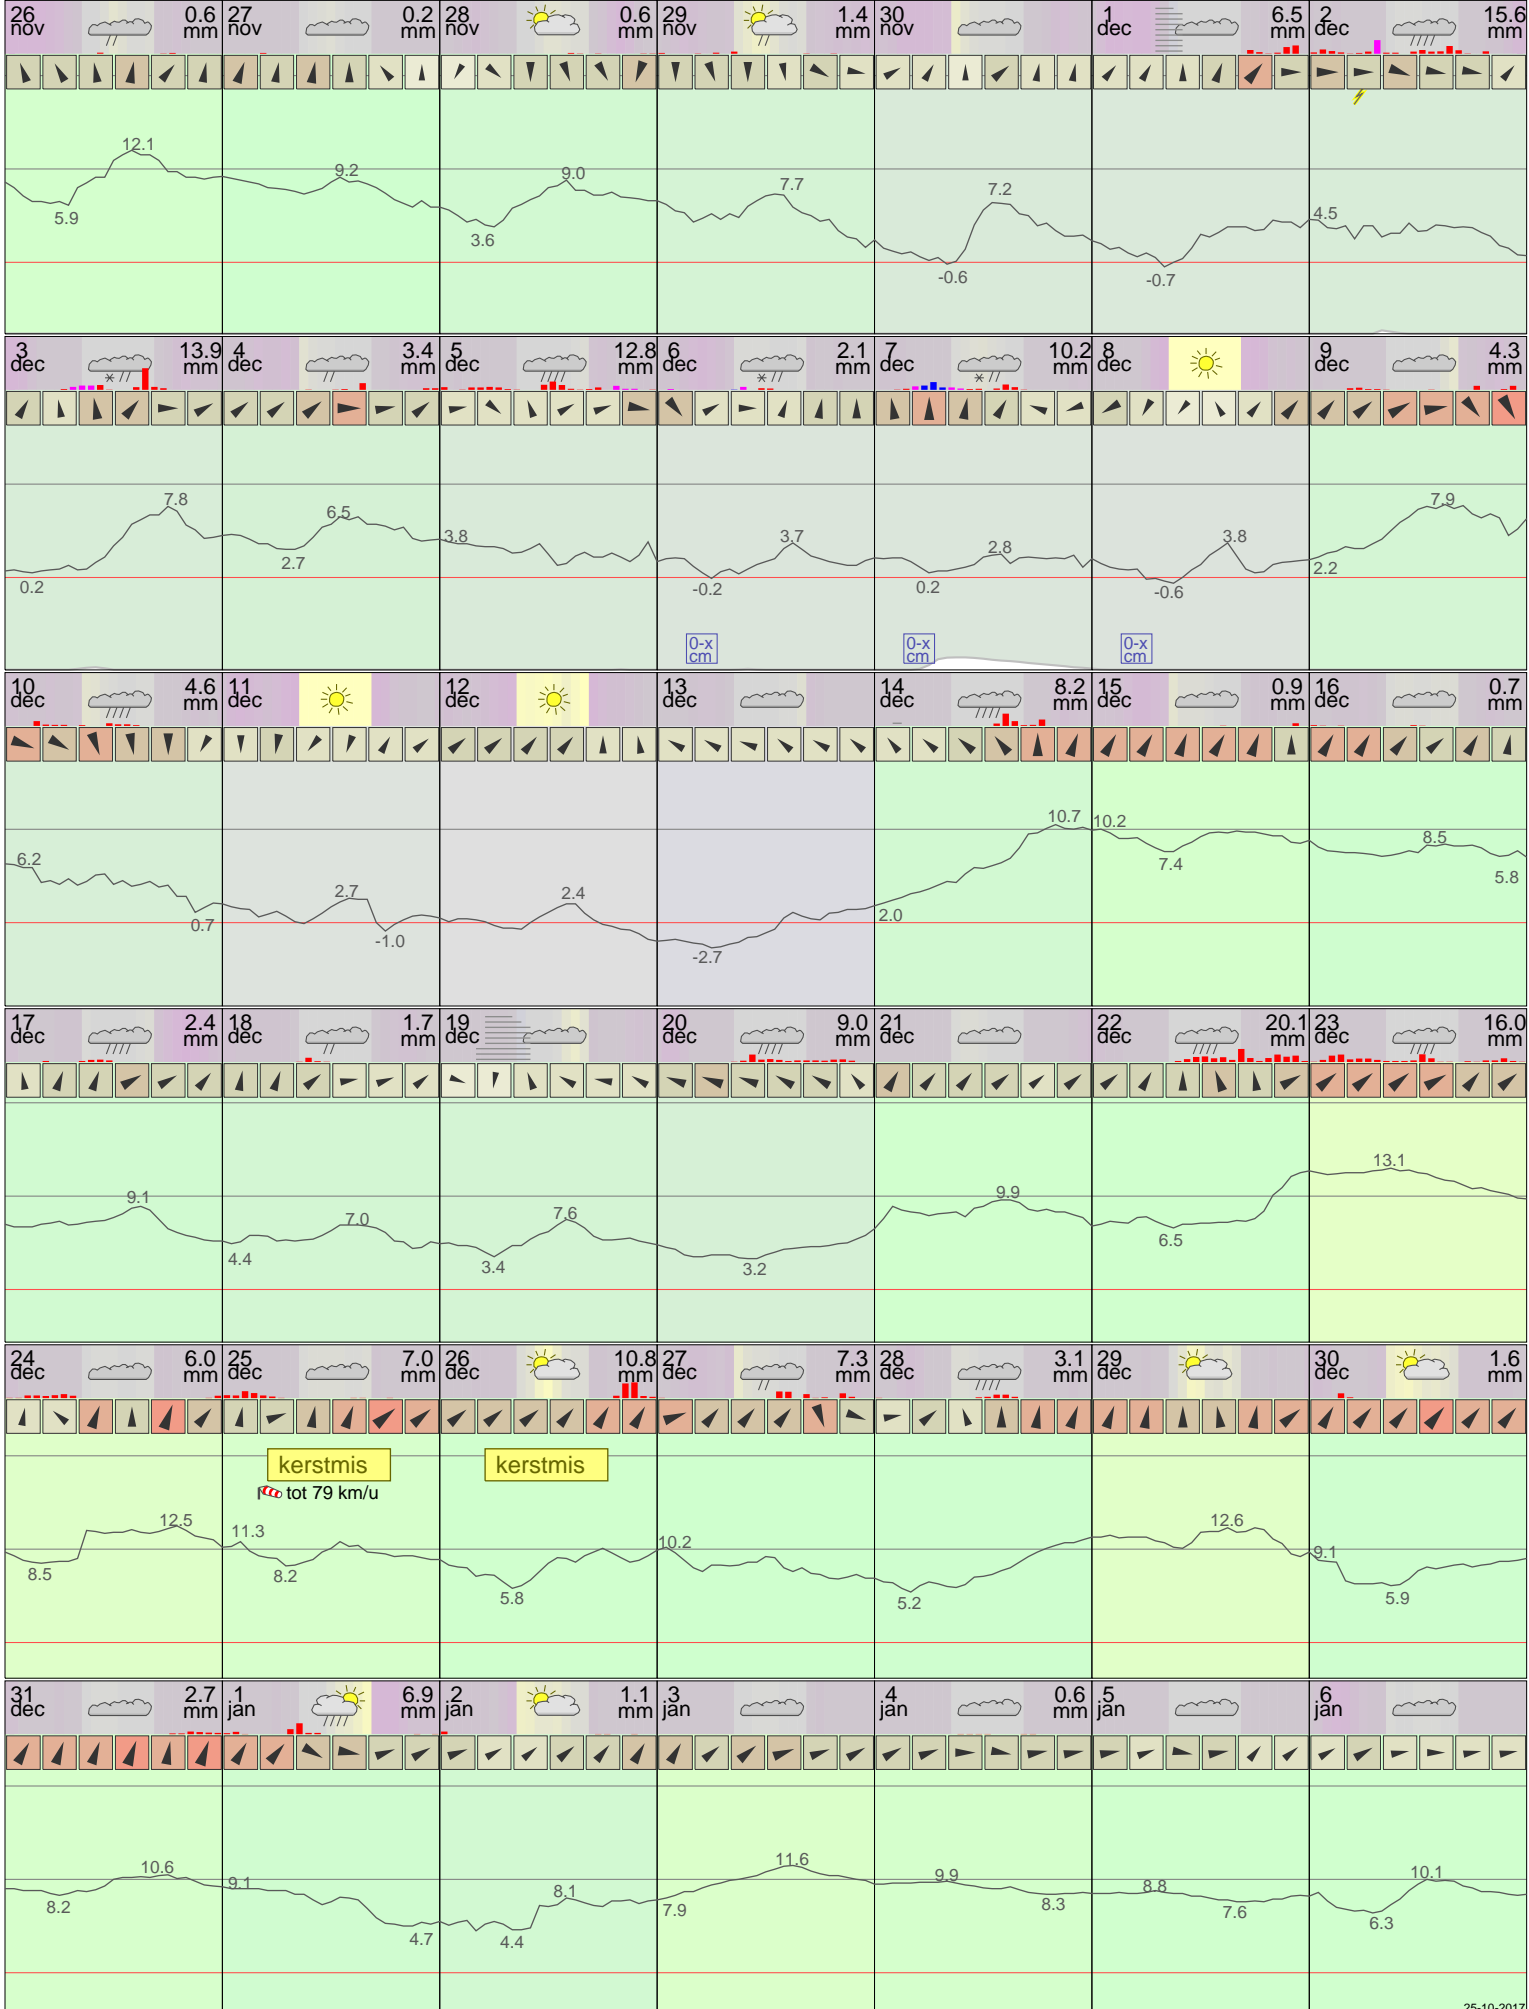 26 nov 0.6 mm
27 nov 0.2 mm
28 nov 0.6 mm
29 nov 1.4 mm
30 nov
1 dec 6.5 mm
2 dec 15.6 mm
12.1 9.2 9.0 7.7 7.2 4.5
5.9 3.6 -0.6 -0.7
3 dec 13.9 mm
4 dec 3.4 mm
5 dec 12.8 mm
6 dec 2.1 mm
7 dec 10.2 mm
8 dec
9 dec 4.3 mm
7.8 6.5 3.8 3.7 2.8 3.8 7.9
0.2 2.7 -0.2 0.2 -0.6 2.2
0-x cm
0-x cm
0-x cm
10 dec 4.6 mm
11 dec
12 dec
13 dec
14 dec 8.2 mm
15 dec 0.9 mm
16 dec 0.7 mm
6.2 2.7 2.4 10.7 10.2 8.5
0.7 -1.0 -2.7 2.0 7.4 5.8
17 dec 2.4 mm
18 dec 1.7 mm
19 dec
20 dec 9.0 mm
21 dec
22 dec 20.1 mm
23 dec 16.0 mm
9.1 7.0 7.6 9.9 13.1
4.4 3.4 3.2 6.5
24 dec 6.0 mm
25 dec 7.0 mm
26 dec 10.8 mm
27 dec 7.3 mm
28 dec 3.1 mm
29 dec
30 dec 1.6 mm
kerstmis kerstmis
tot 79 km/u
12.5 11.3 10.2 12.6 9.1
8.5 8.2 5.8 5.2 5.9
31 dec 2.7 mm
1 jan 6.9 mm
2 jan 1.1 mm
3 jan
4 jan 0.6 mm
5 jan
6 jan
10.6 9.1 8.1 11.6 9.9 8.8 10.1
8.2 4.7 4.4 7.9 8.3 7.6 6.3
25-10-2017